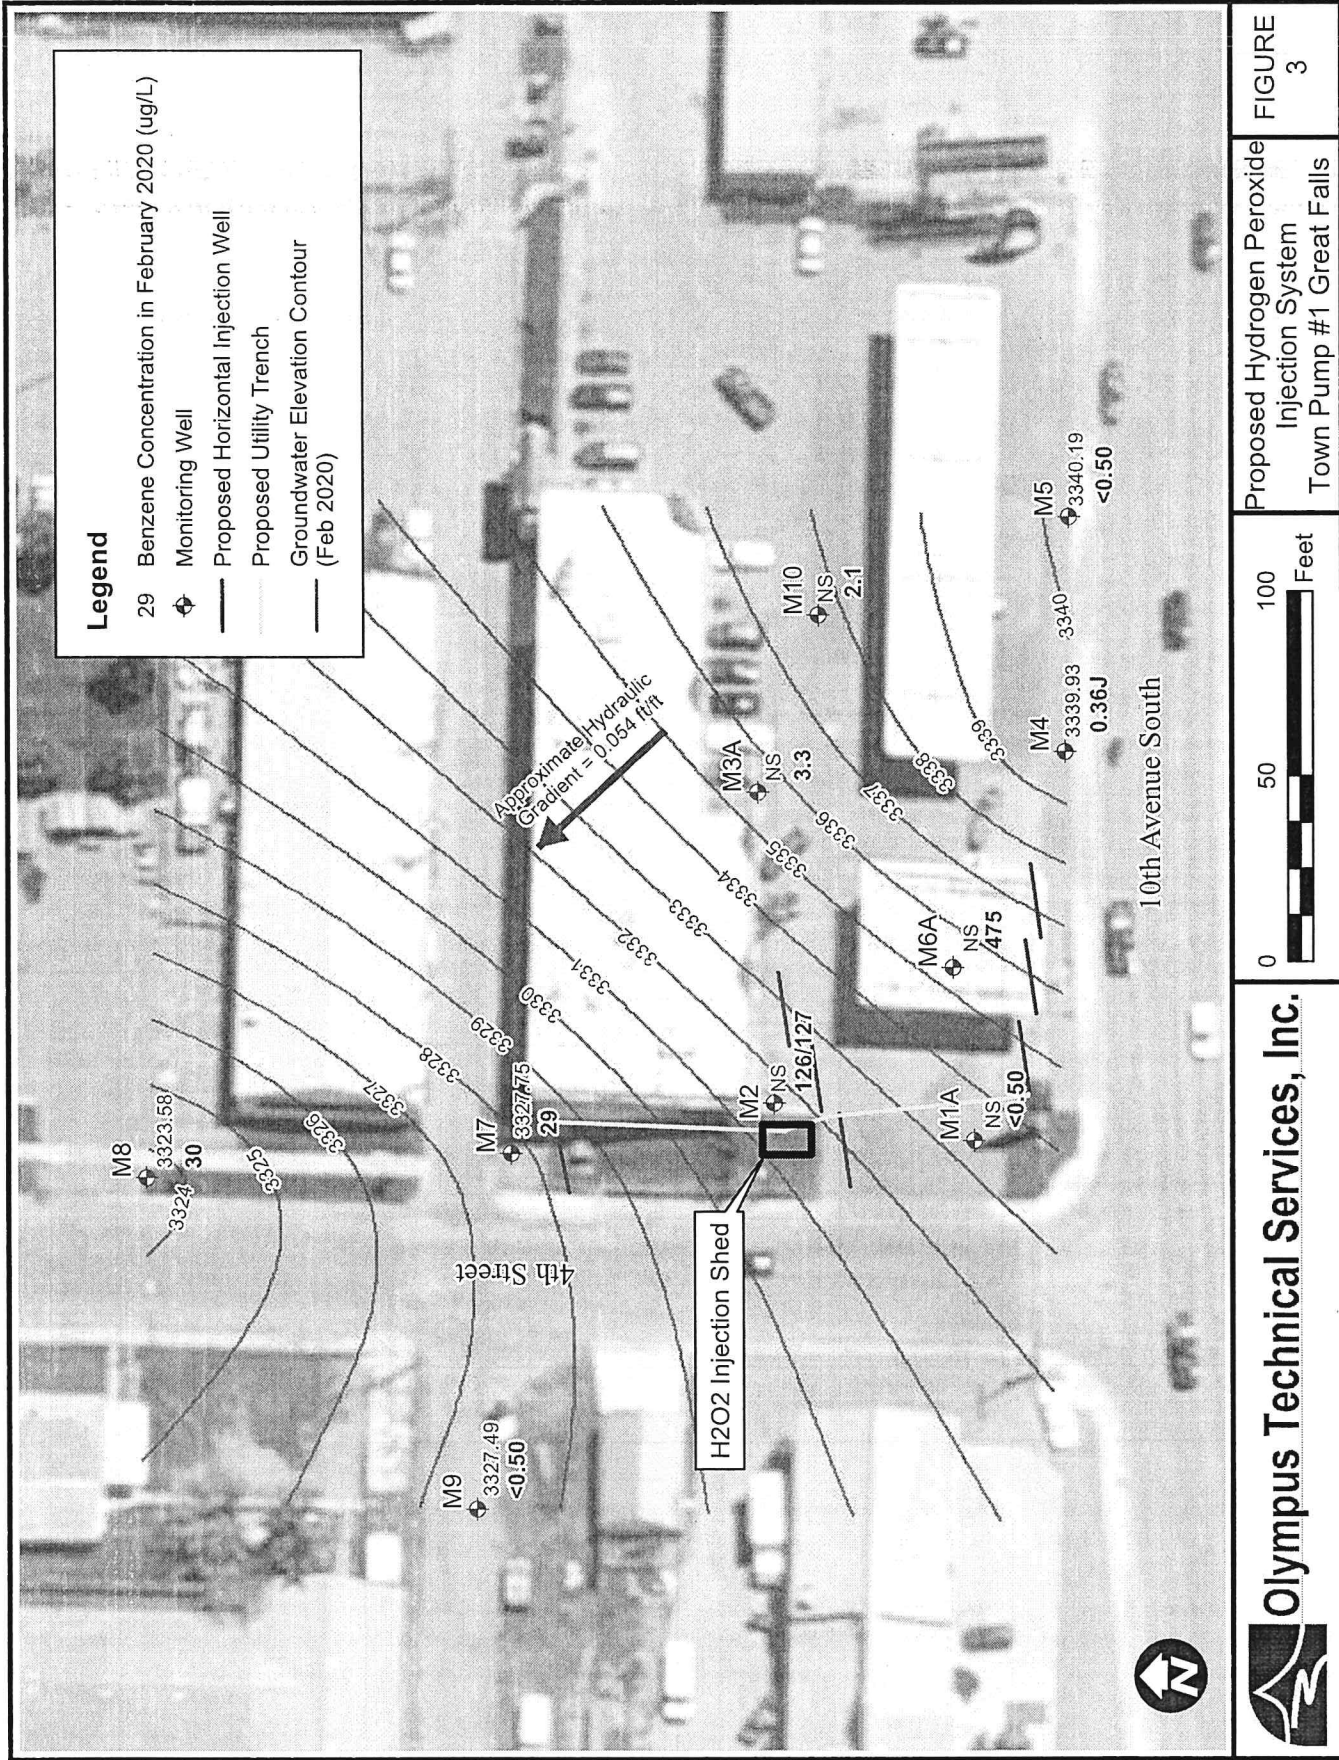 Legend
29 Benzene Concentration in February 2020 (ug/L)
Monitoring Well
Proposed Horizontal Injection Well
Proposed Utility Trench
Groundwater Elevation Contour
(Feb 2020)
M8
3323.58
30
3324
3325
3326
3327
3328
3329
3330
3331
3332
3333
3334
3335
3336
3337
3338
3339
3340
M7
3327.75
29
M9
3327.49
<0.50
4th Street
Approximate Hydraulic
Gradient = 0.054 ft/ft
H2O2 Injection Shed
M2
NS
126/127
M3A
NS
3.3
M10
NS
2.1
M1A
NS
<0.50
M6A
NS
475
M4
3339.93
0.36J
M5
3340.19
<0.50
10th Avenue South
N
Olympus Technical Services, Inc.
0 50 100
Feet
Proposed Hydrogen Peroxide
Injection System
Town Pump #1 Great Falls
FIGURE
3